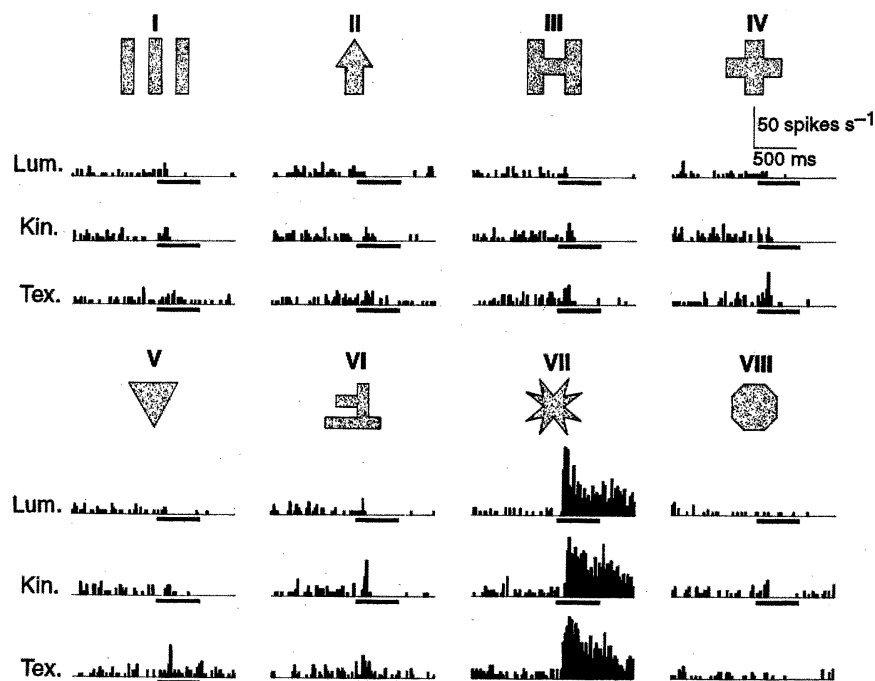 I II III IV
50 spikes s⁻¹
500 ms
Lum.
Kin.
Tex.
V VI VII VIII
Lum.
Kin.
Tex.